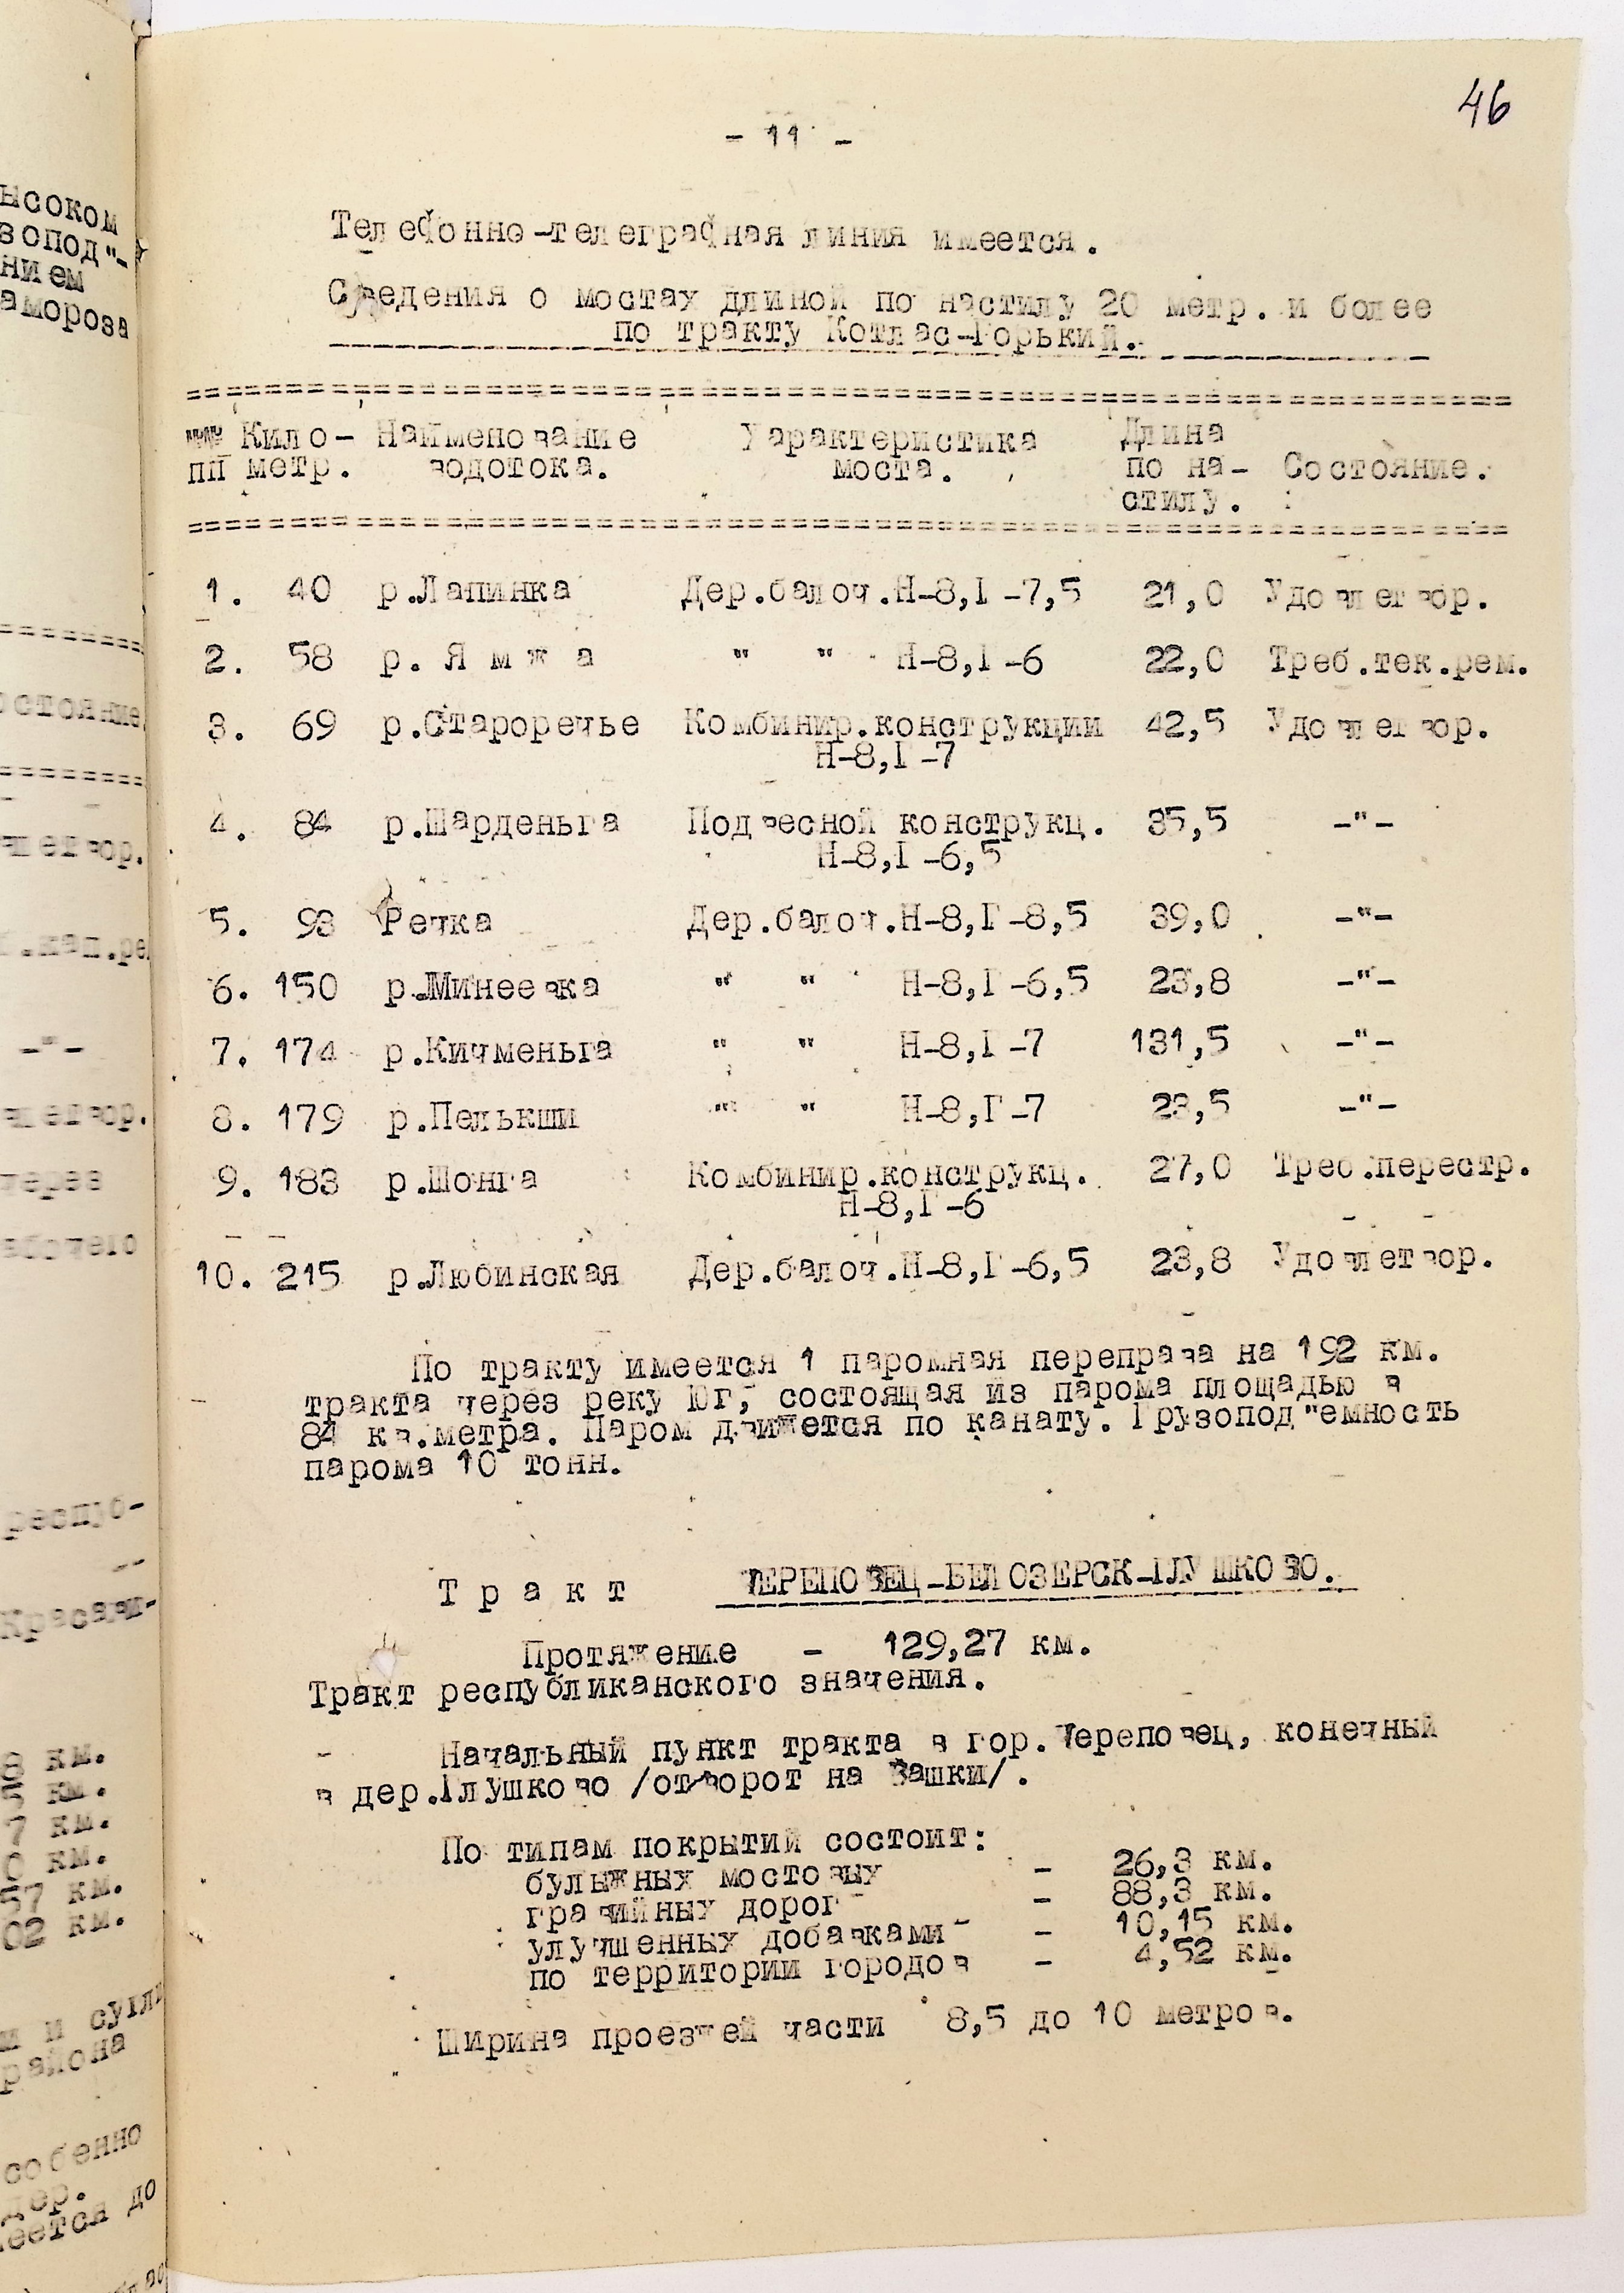 46
- 11 -
Телефонно-телеграфная линия имеется.
Сведения о мостах длиной по настилу 20 метр. и более
по тракту Котлас-Горький.
№№ Кило- Наименование Характеристика Длина
пп метр. водотока. моста. по на- Состояние.
стилу.
1. 40 р.Лапинка Дер.балоч.Н-8,Г-7,5 21,0 Удовлетвор.
2. 58 р. Я м ж а " " Н-8,Г-6 22,0 Треб.тек.рем.
3. 69 р.Староречье Комбинир.конструкции 42,5 Удовлетвор.
Н-8,Г-7
4. 84 р.Шарденьга Подвесной конструкц. 35,5 -"-
Н-8,Г-6,5
5. 93 Речка Дер.балоч.Н-8,Г-8,5 39,0 -"-
6. 150 р.Минеевка " " Н-8,Г-6,5 23,8 -"-
7. 174 р.Кичменьга " " Н-8,Г-7 131,5 -"-
8. 179 р.Пелькши " " Н-8,Г-7 23,5 -"-
9. 183 р.Шонга Комбинир.конструкц. 27,0 Треб.перестр.
Н-8,Г-6
10. 215 р.Любинская Дер.балоч.Н-8,Г-6,5 23,8 Удовлетвор.
По тракту имеется 1 паромная переправа на 192 км.
тракта через реку Юг, состоящая из парома площадью в
84 кв.метра. Паром движется по канату. Грузопод"емность
парома 10 тонн.
Т р а к т ЧЕРЕПОВЕЦ-БЕЛОЗЕРСК-ГЛУШКОВО.
Протяжение - 129,27 км.
Тракт республиканского значения.
Начальный пункт тракта в гор.Череповец, конечный
в дер.Глушково /отворот на Вашки/.
По типам покрытий состоит:
булыжных мостовых - 26,3 км.
гравийных дорог - 88,3 км.
улучшенных добавками - 10,15 км.
по территории городов - 4,52 км.
Ширина проезжей части 8,5 до 10 метров.